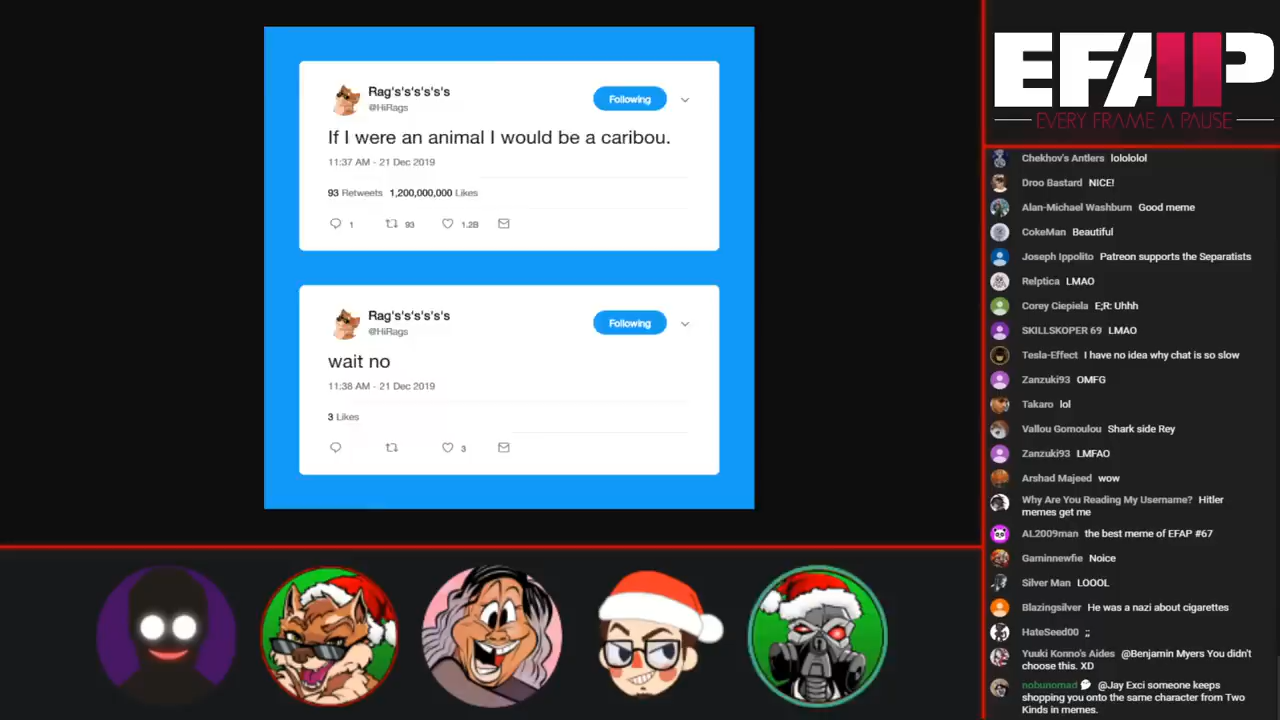 Rag's's's's's's's
@HiRags
Following
If I were an animal I would be a caribou.
11:37 AM - 21 Dec 2019
93 Retweets 1,200,000,000 Likes
1 93 1.2B
Rag's's's's's's's
@HiRags
Following
wait no
11:38 AM - 21 Dec 2019
3 Likes
3
EFAP
EVERY FRAME A PAUSE
Chekhov's Antlers lolololol
Droo Bastard NICE!
Alan-Michael Washburn Good meme
CokeMan Beautiful
Joseph Ippolito Patreon supports the Separatists
Relptica LMAO
Corey Ciepiela E;R: Uhhh
SKILLSKOPER 69 LMAO
Tesla-Effect I have no idea why chat is so slow
Zanzuki93 OMFG
Takaro lol
Vallou Gomoulou Shark side Rey
Zanzuki93 LMFAO
Arshad Majeed wow
Why Are You Reading My Username? Hitler
memes get me
AL2009man the best meme of EFAP #67
Gaminnewfie Noice
Silver Man LOOOL
Blazingsilver He was a nazi about cigarettes
HateSeed00 ;;
Yuuki Konno's Aides @Benjamin Myers You didn't
choose this. XD
nobunomad @Jay Exci someone keeps
shopping you onto the same character from Two
Kinds in memes.